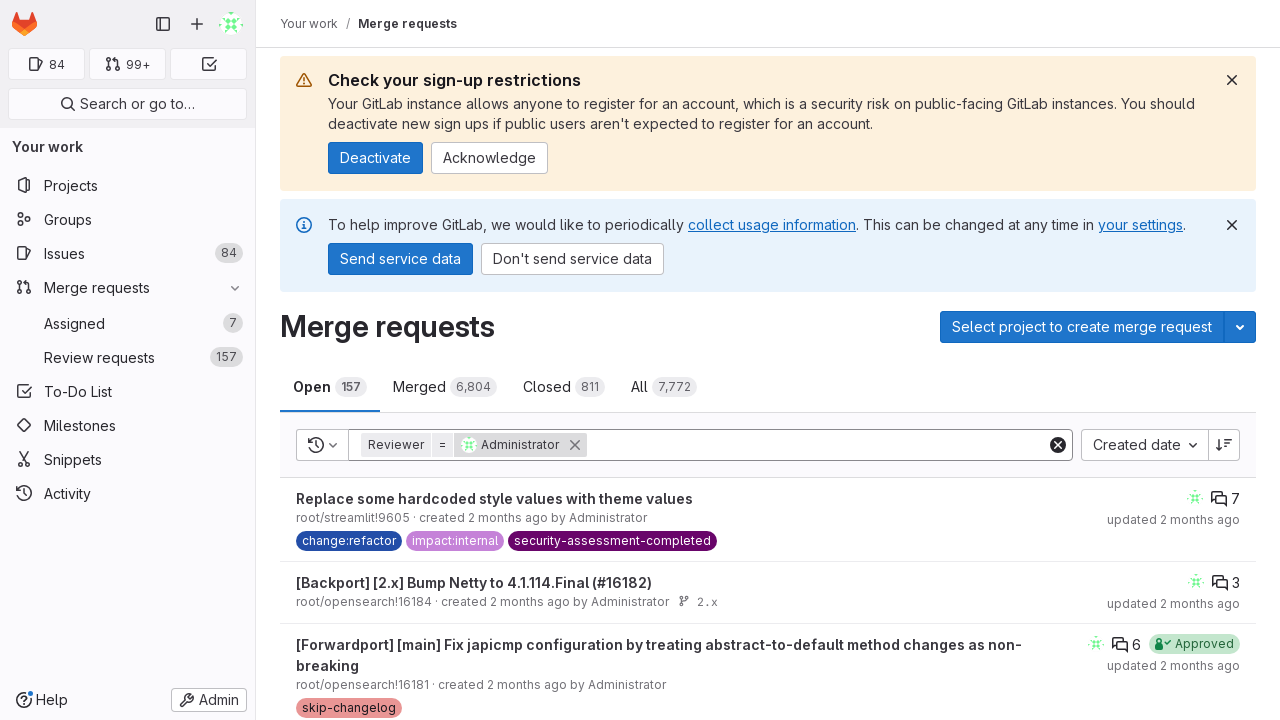 84
99+
Search or go to…
Your work
Projects
Groups
Issues 84
Merge requests
Assigned 7
Review requests 157
To-Do List
Milestones
Snippets
Activity
Help
Admin
Your work / Merge requests
Check your sign-up restrictions
Your GitLab instance allows anyone to register for an account, which is a security risk on public-facing GitLab instances. You should
deactivate new sign ups if public users aren't expected to register for an account.
Deactivate Acknowledge
To help improve GitLab, we would like to periodically collect usage information. This can be changed at any time in your settings.
Send service data Don't send service data
Merge requests
Select project to create merge request
Open 157 Merged 6,804 Closed 811 All 7,772
Reviewer = Administrator
Created date
Replace some hardcoded style values with theme values
7
root/streamlit!9605 · created 2 months ago by Administrator
updated 2 months ago
change:refactor impact:internal security-assessment-completed
[Backport] [2.x] Bump Netty to 4.1.114.Final (#16182)
3
root/opensearch!16184 · created 2 months ago by Administrator 2.x
updated 2 months ago
[Forwardport] [main] Fix japicmp configuration by treating abstract-to-default method changes as non-
breaking
6 Approved
root/opensearch!16181 · created 2 months ago by Administrator
updated 2 months ago
skip-changelog